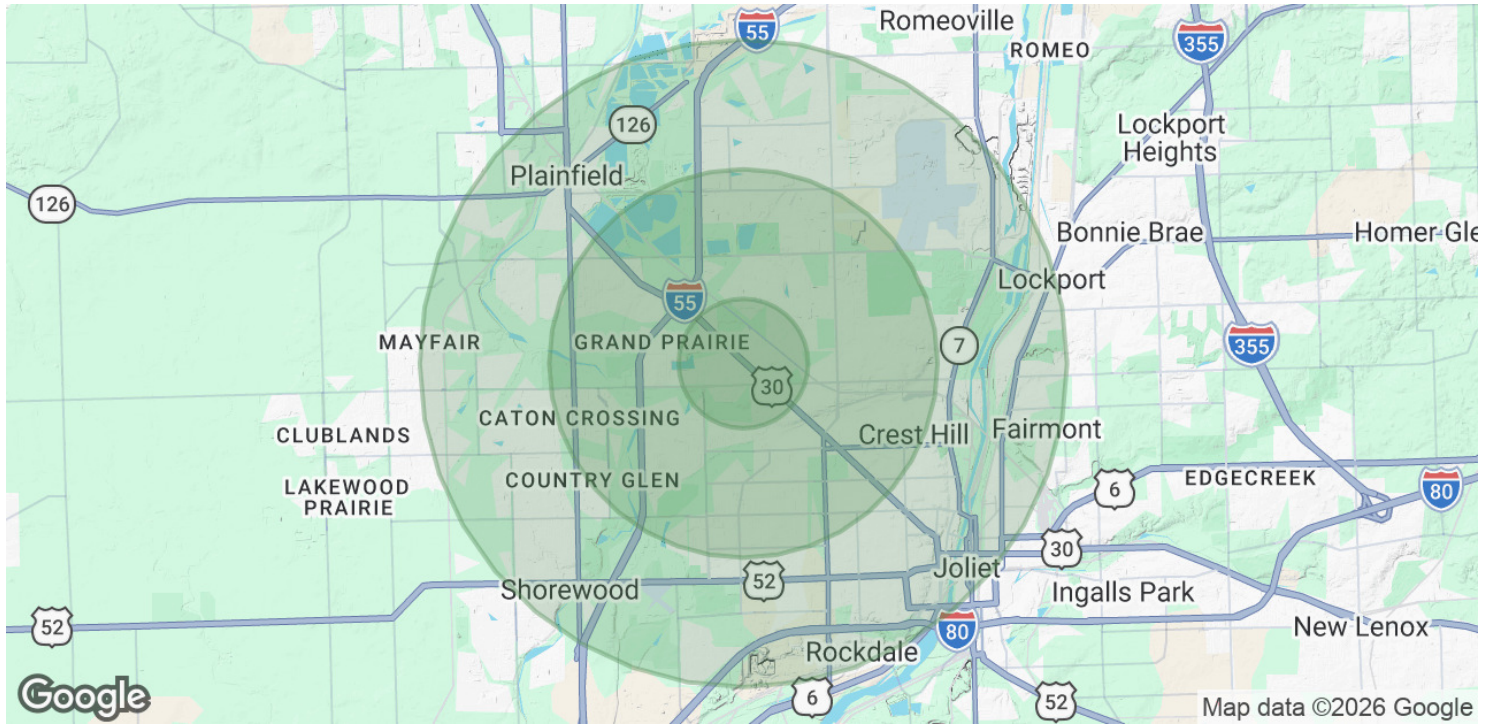 Romeoville
55
ROMEO
355
126
Lockport
Heights
Plainfield
126
Bonnie Brae
Homer Gle
Lockport
55
MAYFAIR
GRAND PRAIRIE
7
355
30
CATON CROSSING
CLUBLANDS
Crest Hill
Fairmont
COUNTRY GLEN
LAKEWOOD
PRAIRIE
6
EDGECREEK
80
30
Joliet
52
Shorewood
Ingalls Park
52
80
New Lenox
Rockdale
6
52
Google
Map data ©2026 Google